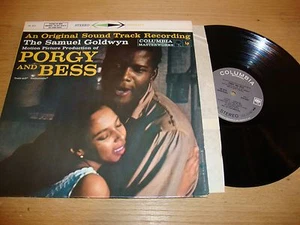 An Original Sound Track Recording
The Samuel Goldwyn
COLUMBIA
MASTERWORKS
Motion Picture Production of
PORGY
AND BESS
COLUMBIA
STEREO